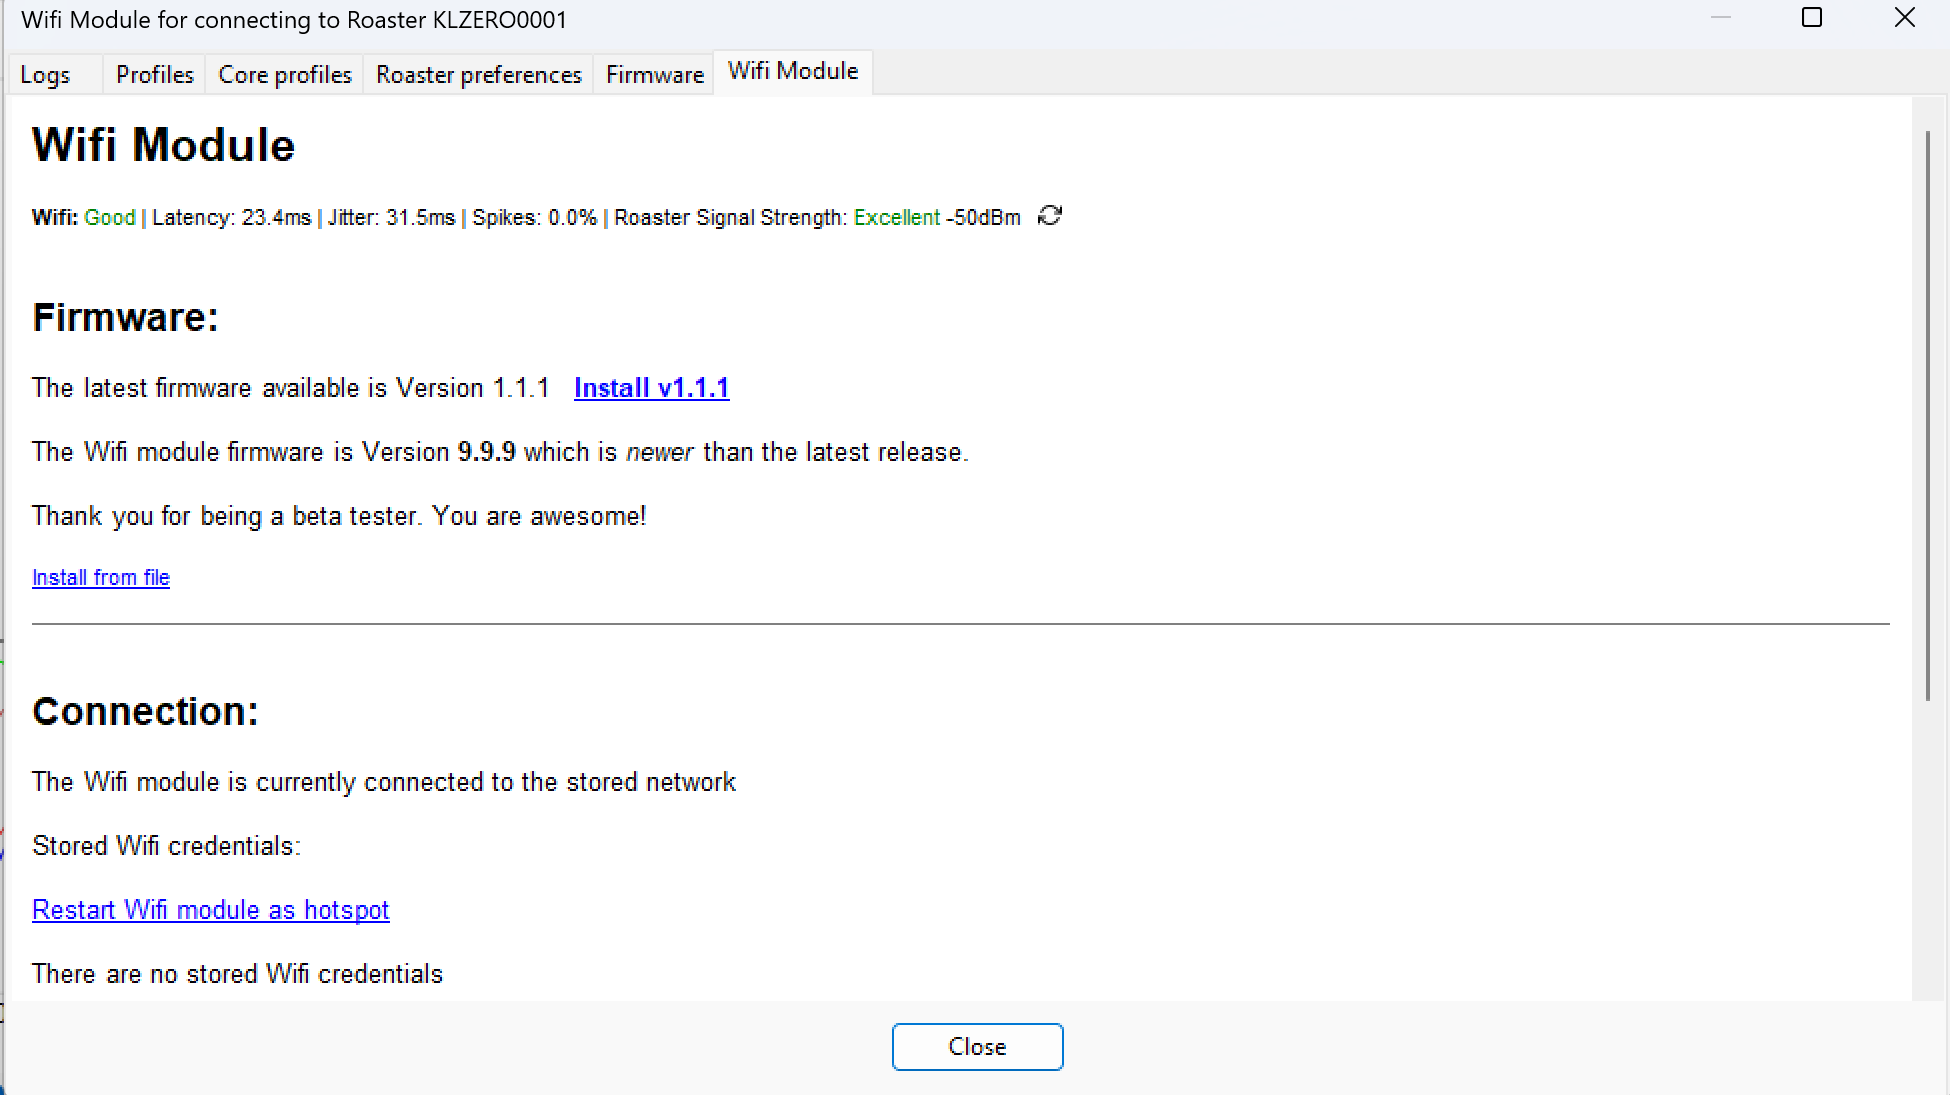 Wifi Module for connecting to Roaster KLZERO0001
Logs Profiles Core profiles Roaster preferences Firmware Wifi Module
Wifi Module
Wifi: Good | Latency: 23.4ms | Jitter: 31.5ms | Spikes: 0.0% | Roaster Signal Strength: Excellent -50dBm
Firmware:
The latest firmware available is Version 1.1.1 Install v1.1.1
The Wifi module firmware is Version 9.9.9 which is newer than the latest release.
Thank you for being a beta tester. You are awesome!
Install from file
Connection:
The Wifi module is currently connected to the stored network
Stored Wifi credentials:
Restart Wifi module as hotspot
There are no stored Wifi credentials
Close